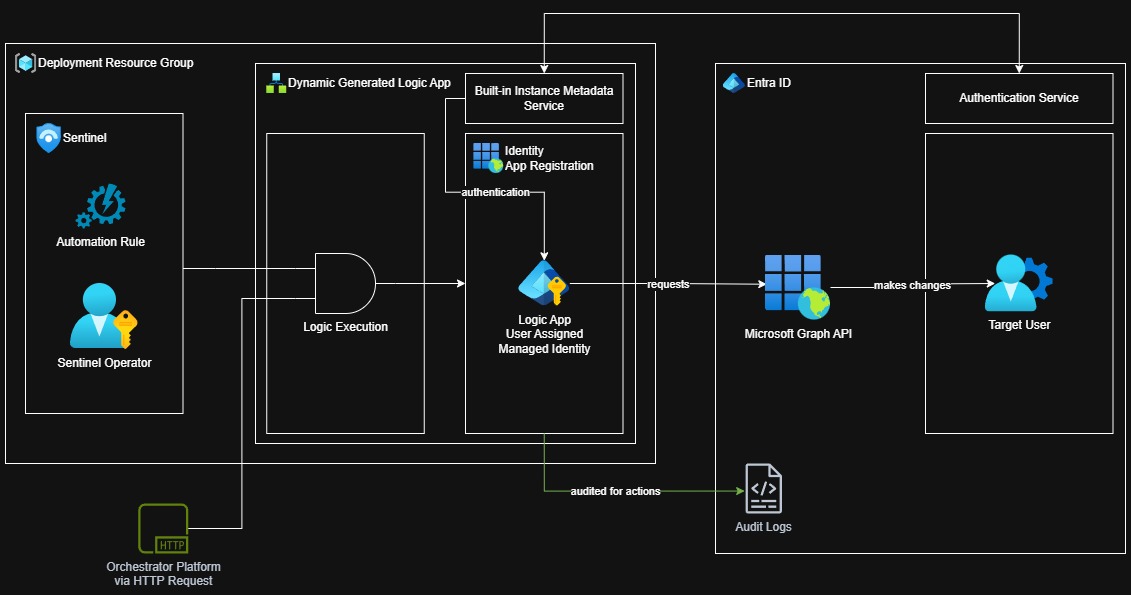 Deployment Resource Group
Sentinel
Automation Rule
Sentinel Operator
Dynamic Generated Logic App
Logic Execution
Built-in Instance Metadata
Service
Identity
App Registration
authentication
Logic App
User Assigned
Managed Identity
requests
Entra ID
Authentication Service
Microsoft Graph API
makes changes
Target User
audited for actions
Audit Logs
HTTP
Orchestrator Platform
via HTTP Request